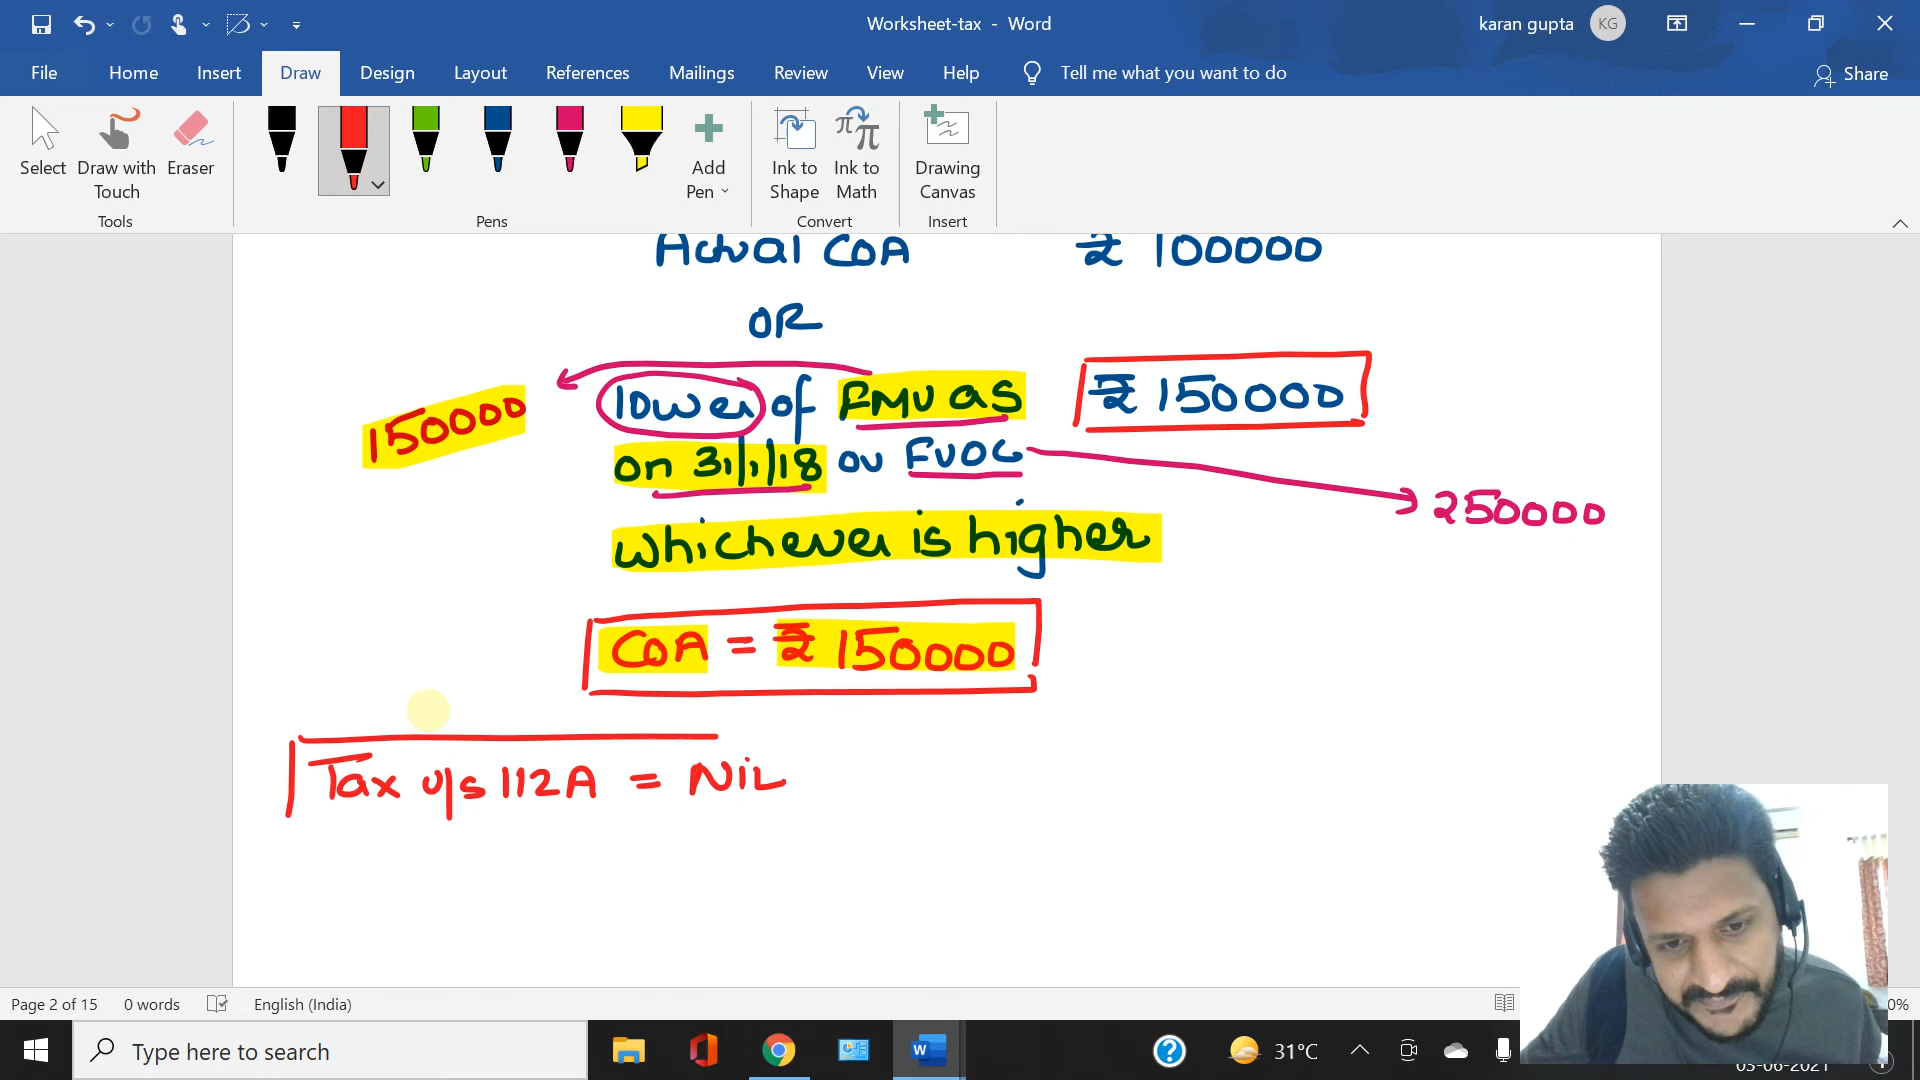 Worksheet-tax - Word
karan gupta KG
File Home Insert Draw Design Layout References Mailings Review View Help Tell me what you want to do Share
Select Draw with Touch Eraser Add Pen Ink to Shape Ink to Math Drawing Canvas
Tools Pens Convert Insert
Actual COA ₹ 100000
OR
150000 lower of FMV as ₹ 150000
on 31/1/18 or FVOC 250000
whichever is higher
COA = ₹ 150000
Tax u/s 112A = NIL
Page 2 of 15 0 words English (India) 0%
Type here to search 31°C
03-06-2021